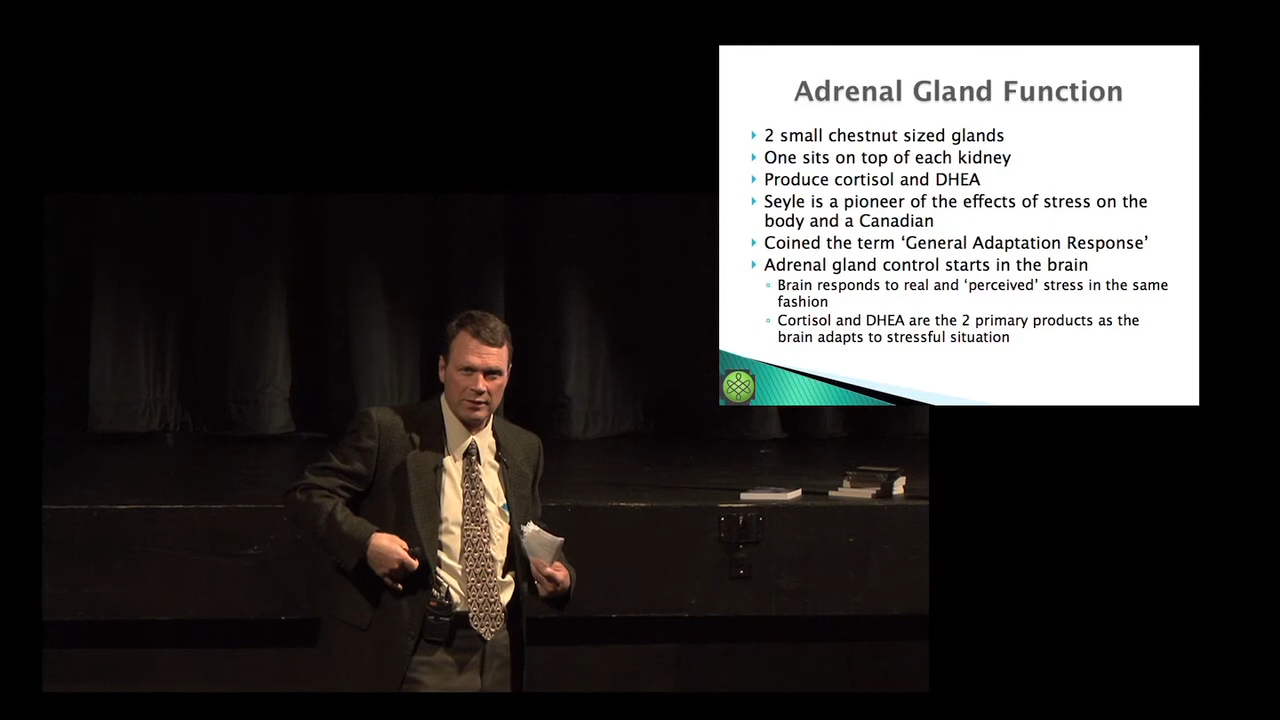 Adrenal Gland Function
2 small chestnut sized glands
One sits on top of each kidney
Produce cortisol and DHEA
Seyle is a pioneer of the effects of stress on the
body and a Canadian
Coined the term ‘General Adaptation Response’
Adrenal gland control starts in the brain
Brain responds to real and ‘perceived’ stress in the same
fashion
Cortisol and DHEA are the 2 primary products as the
brain adapts to stressful situation